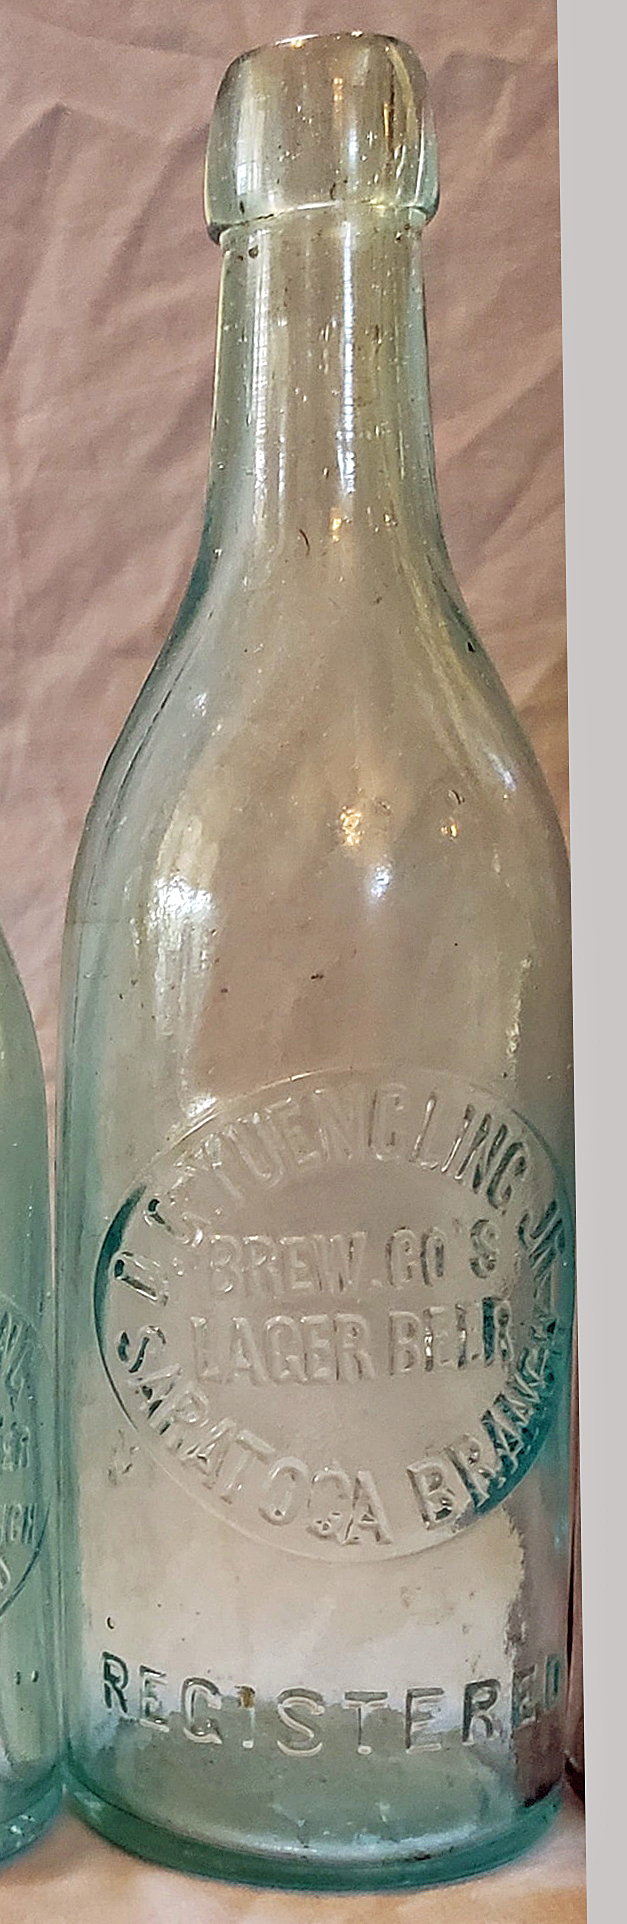 D.G. YUENGLING JR.
BREW. CO'S
LAGER BEER
SARATOGA BRANCH
REGISTERED